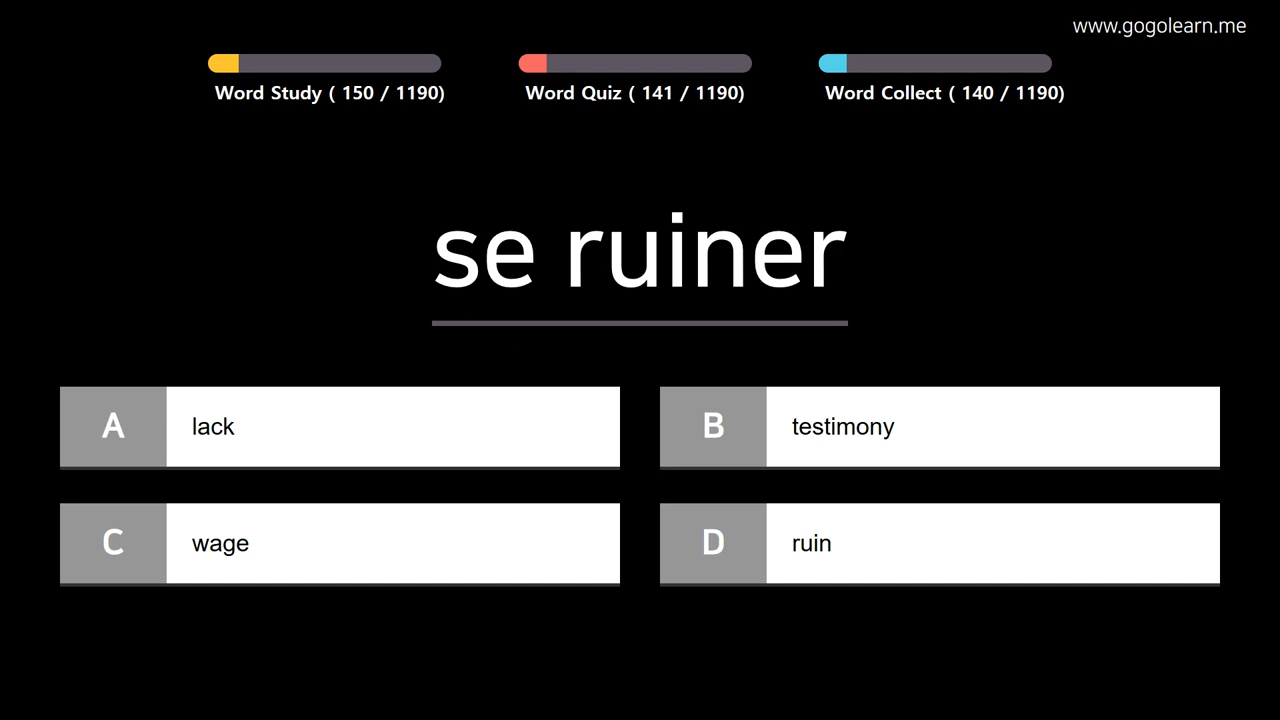 www.gogolearn.me
Word Study ( 150 / 1190)
Word Quiz ( 141 / 1190)
Word Collect ( 140 / 1190)
se ruiner
A lack
B testimony
C wage
D ruin